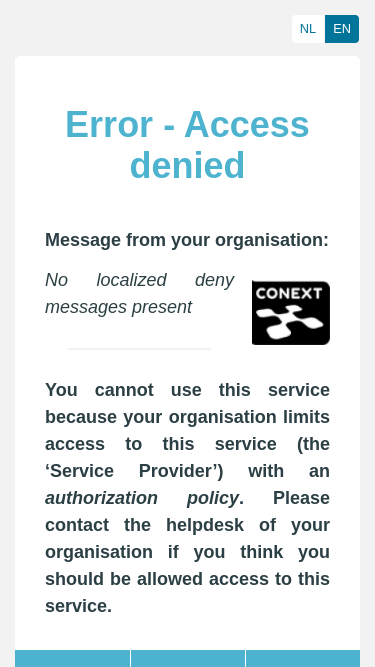 NL EN
Error - Access
denied
Message from your organisation:
No localized deny
messages present
CONEXT
You cannot use this service
because your organisation limits
access to this service (the
‘Service Provider’) with an
authorization policy. Please
contact the helpdesk of your
organisation if you think you
should be allowed access to this
service.